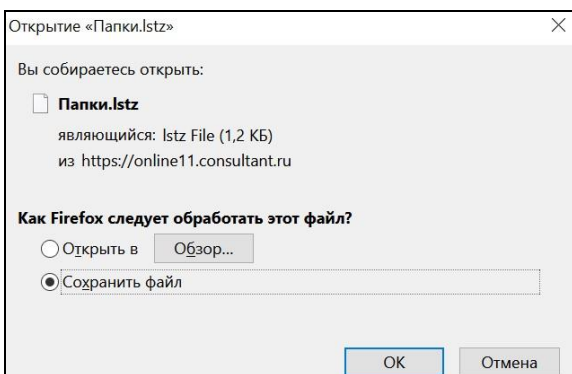 Открытие «Папки.lstz»
Вы собираетесь открыть:
Папки.lstz
являющийся: lstz File (1,2 КБ)
из https://online11.consultant.ru
Как Firefox следует обработать этот файл?
Открыть в Обзор...
Сохранить файл
ОК Отмена